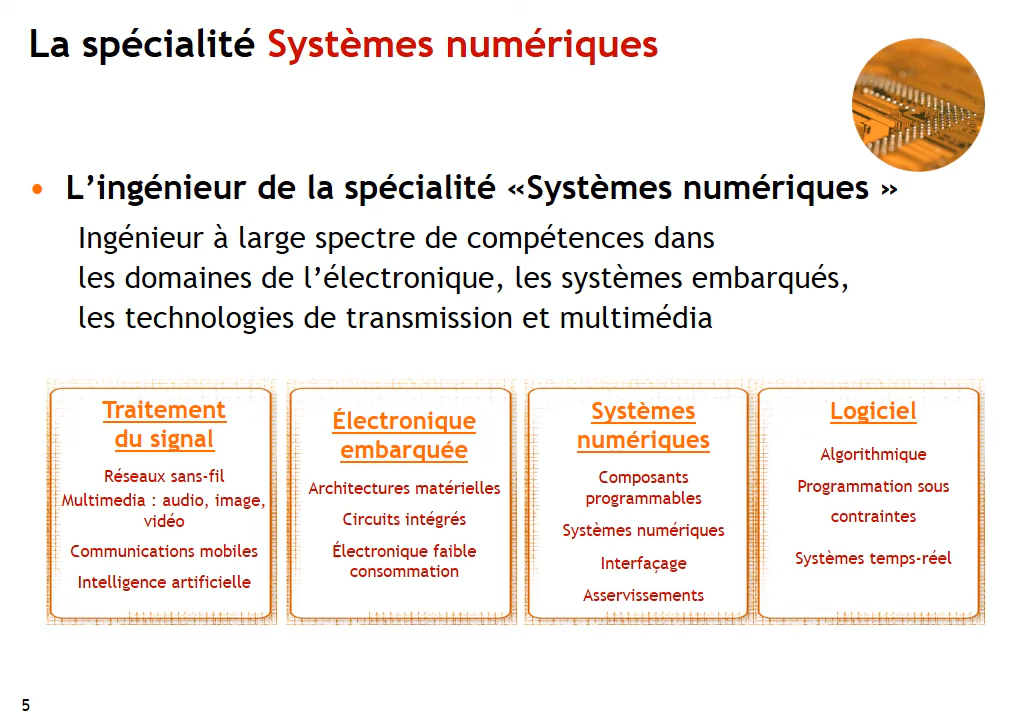 La spécialité Systèmes numériques
• L’ingénieur de la spécialité «Systèmes numériques »
Ingénieur à large spectre de compétences dans
les domaines de l’électronique, les systèmes embarqués,
les technologies de transmission et multimédia
Traitement
du signal
Réseaux sans-fil
Multimedia : audio, image,
vidéo
Communications mobiles
Intelligence artificielle
Électronique
embarquée
Architectures matérielles
Circuits intégrés
Électronique faible
consommation
Systèmes
numériques
Composants
programmables
Systèmes numériques
Interfaçage
Asservissements
Logiciel
Algorithmique
Programmation sous
contraintes
Systèmes temps-réel
5